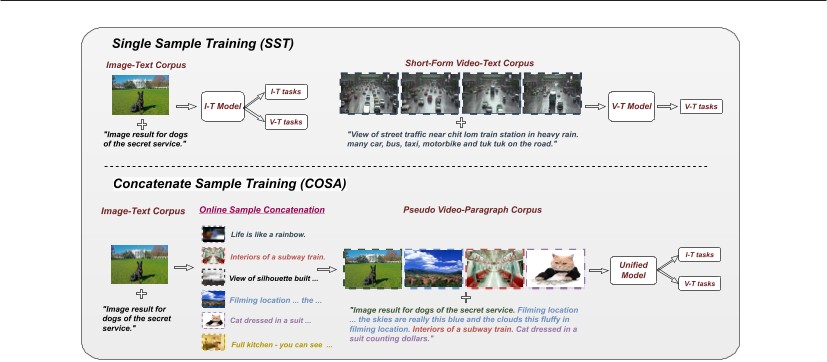 Single Sample Training (SST)
Image-Text Corpus
Short-Form Video-Text Corpus
I-T Model
I-T tasks
V-T tasks
V-T Model
V-T tasks
"Image result for dogs
of the secret service."
"View of street traffic near chit lom train station in heavy rain.
many car, bus, taxi, motorbike and tuk tuk on the road."
Concatenate Sample Training (COSA)
Image-Text Corpus
Online Sample Concatenation
Pseudo Video-Paragraph Corpus
Life is like a rainbow.
Interiors of a subway train.
View of silhouette built ...
Filming location ... the ...
Cat dressed in a suit ...
Full kitchen - you can see ...
Unified
Model
I-T tasks
V-T tasks
"Image result for
dogs of the secret
service."
"Image result for dogs of the secret service. Filming location
... the skies are really this blue and the clouds this fluffy in
filming location. Interiors of a subway train. Cat dressed in a
suit counting dollars."